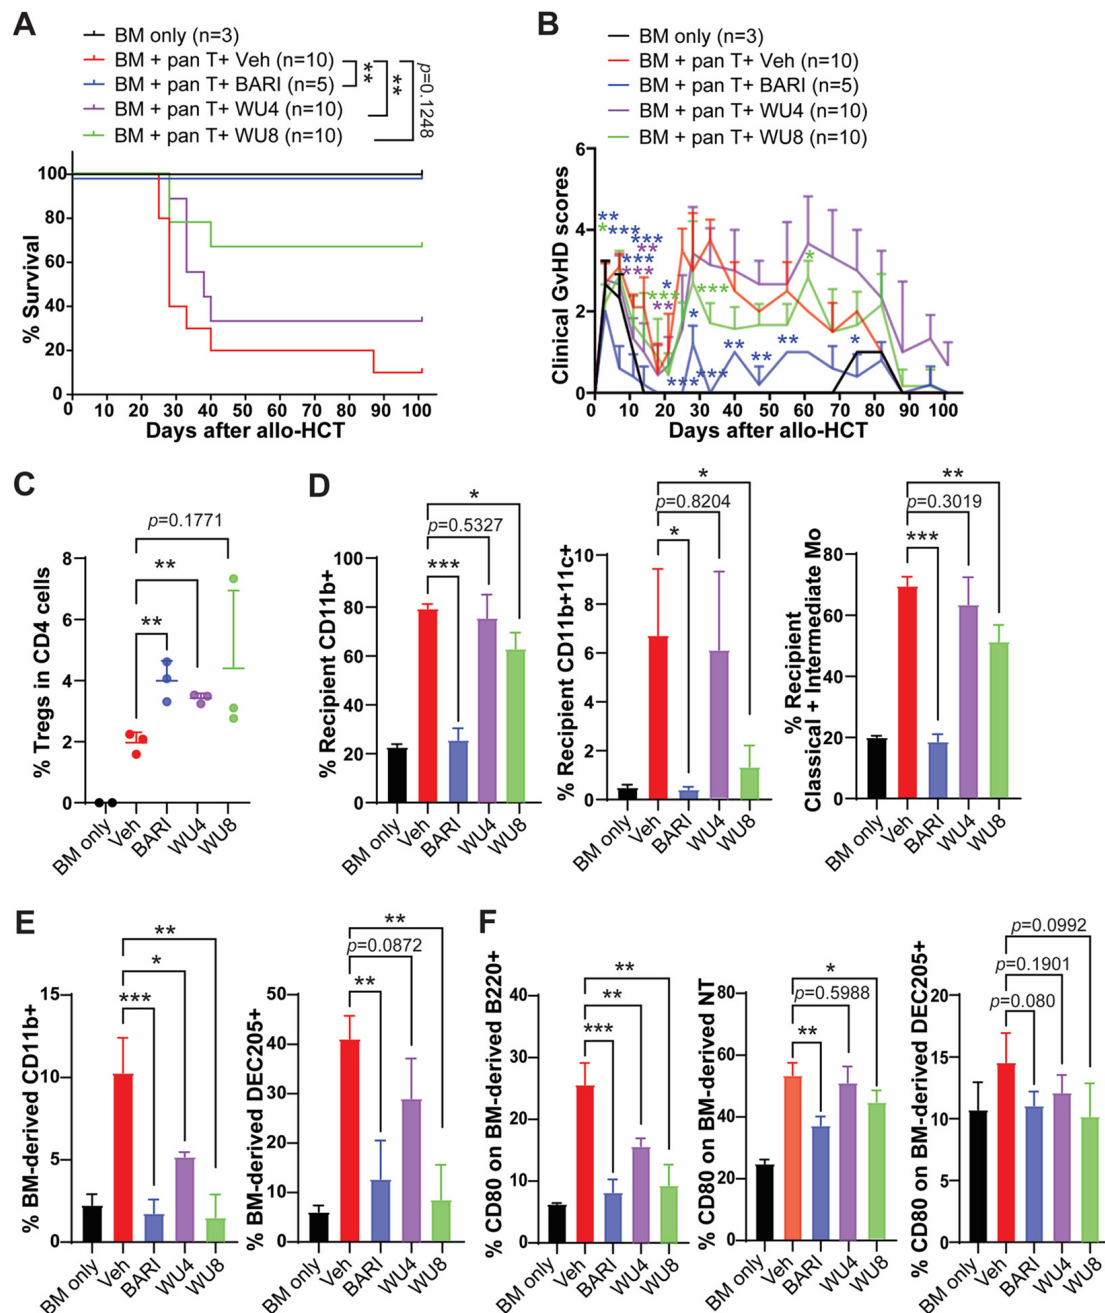 A
BM only (n=3)
BM + pan T+ Veh (n=10)
BM + pan T+ BARI (n=5)
BM + pan T+ WU4 (n=10)
BM + pan T+ WU8 (n=10)
**
**
p=0.1248
% Survival
100
80
60
40
20
0
0 10 20 30 40 50 60 70 80 90 100
Days after allo-HCT
B
BM only (n=3)
BM + pan T+ Veh (n=10)
BM + pan T+ BARI (n=5)
BM + pan T+ WU4 (n=10)
BM + pan T+ WU8 (n=10)
Clinical GvHD scores
6
4
2
0
** *** ***
* **
***
***
*
*** *** *
**
* ** **
** *
*** ***
0 10 20 30 40 50 60 70 80 90 100
Days after allo-HCT
C
p=0.1771
**
**
% Tregs in CD4 cells
8
6
4
2
0
BM only Veh BARI WU4 WU8
D
*
p=0.5327
***
% Recipient CD11b+
100
80
60
40
20
0
BM only Veh BARI WU4 WU8
*
p=0.8204
*
% Recipient CD11b+11c+
10
8
6
4
2
0
BM only Veh BARI WU4 WU8
**
p=0.3019
***
% Recipient
Classical + Intermediate Mo
80
60
40
20
0
BM only Veh BARI WU4 WU8
E
**
*
***
% BM-derived CD11b+
15
10
5
0
BM only Veh BARI WU4 WU8
**
p=0.0872
**
% BM-derived DEC205+
50
40
30
20
10
0
BM only Veh BARI WU4 WU8
F
**
**
***
% CD80 on BM-derived B220+
40
30
20
10
0
BM only Veh BARI WU4 WU8
*
p=0.5988
**
% CD80 on BM-derived NT
80
60
40
20
0
BM only Veh BARI WU4 WU8
p=0.0992
p=0.1901
p=0.080
% CD80 on BM-derived DEC205+
20
15
10
5
0
BM only Veh BARI WU4 WU8